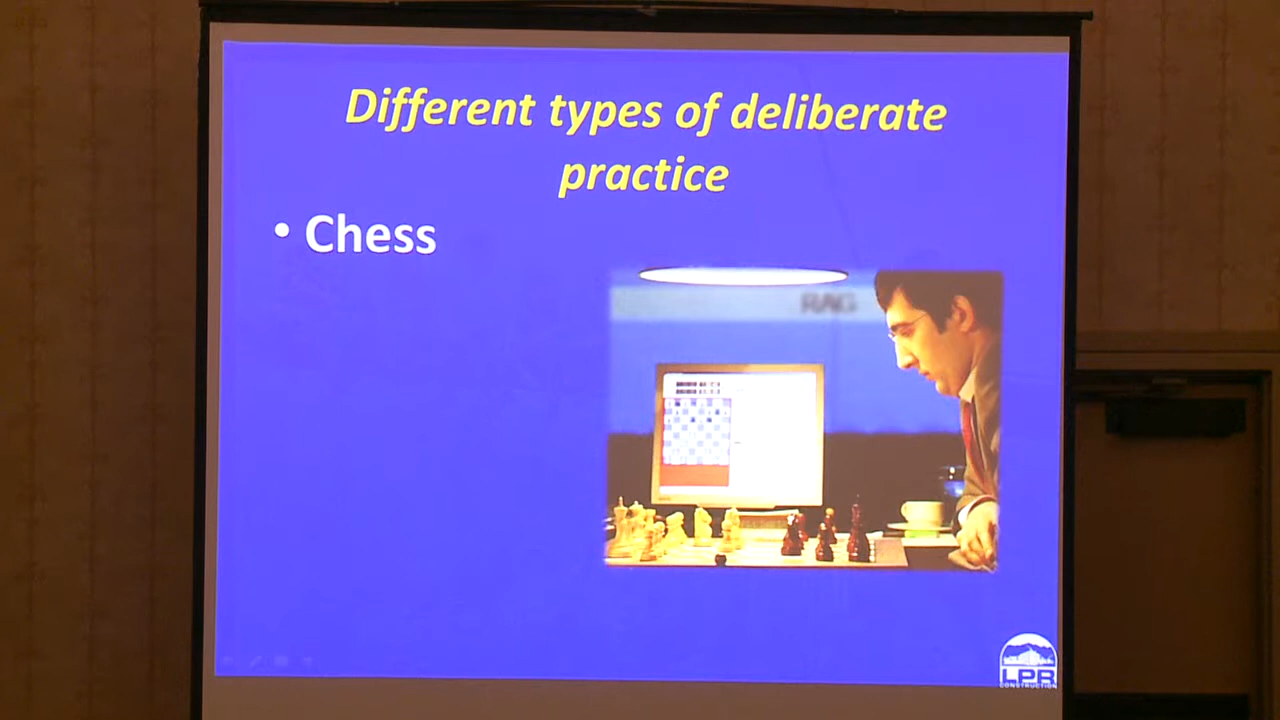 Different types of deliberate
practice
• Chess
RAG
LPR
CONSTRUCTION